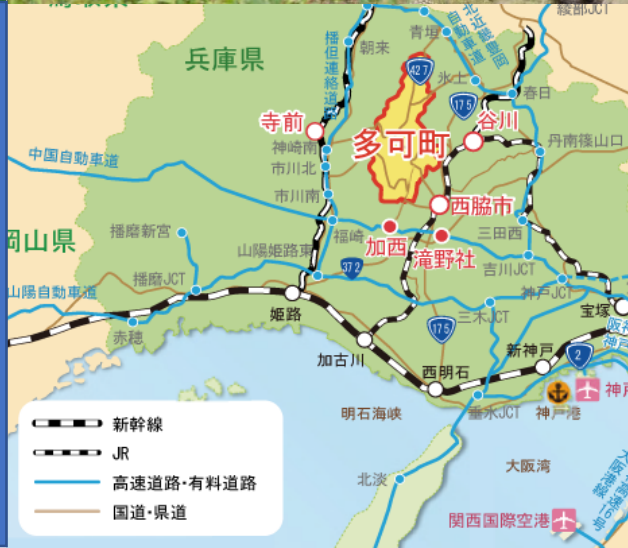 綾部JCT
兵庫県
播但連絡道路
朝来
青垣
北近畿豊岡
自動車道
427
氷上
175
春日
寺前
谷川
多可町
神崎南
丹南篠山口
中国自動車道
市川北
市川南
西脇市
播磨新宮
福崎
加西
滝野社
三田西
岡山県
山陽姫路東
372
吉川JCT
播磨JCT
神戸JCT
山陽自動車道
姫路
三木JCT
宝塚
赤穂
175
加古川
新神戸
2
西明石
明石海峡
垂水JCT
神戸港
新幹線
JR
高速道路・有料道路
国道・県道
北淡
大阪湾
関西国際空港